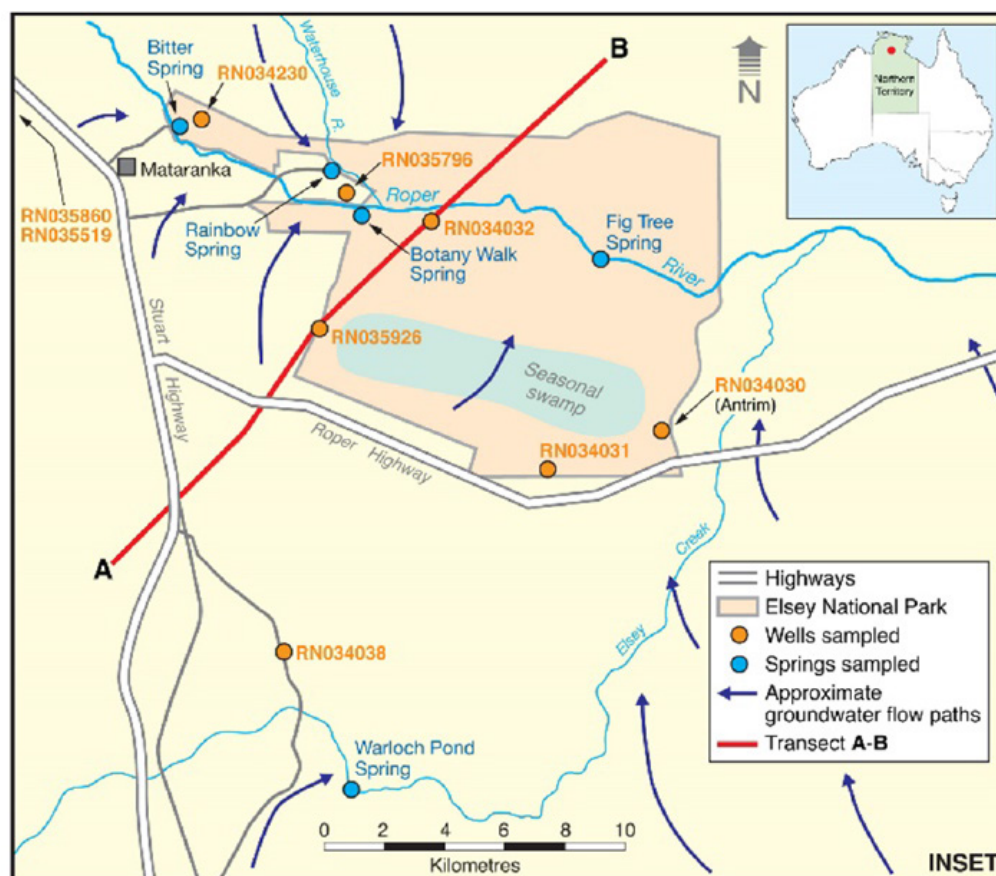 Waterhouse R.
B
Bitter
Spring
RN034230
N
Northern
Territory
Mataranka
RN035796
RN035860
RN035519
Rainbow
Spring
Roper
RN034032
Botany Walk
Spring
Fig Tree
Spring
River
Stuart Highway
RN035926
Seasonal
swamp
RN034030
(Antrim)
Roper Highway
RN034031
A
Elsey Creek
RN034038
Warloch Pond
Spring
Highways
Elsey National Park
Wells sampled
Springs sampled
Approximate
groundwater flow paths
Transect A-B
0 2 4 6 8 10
Kilometres
INSET